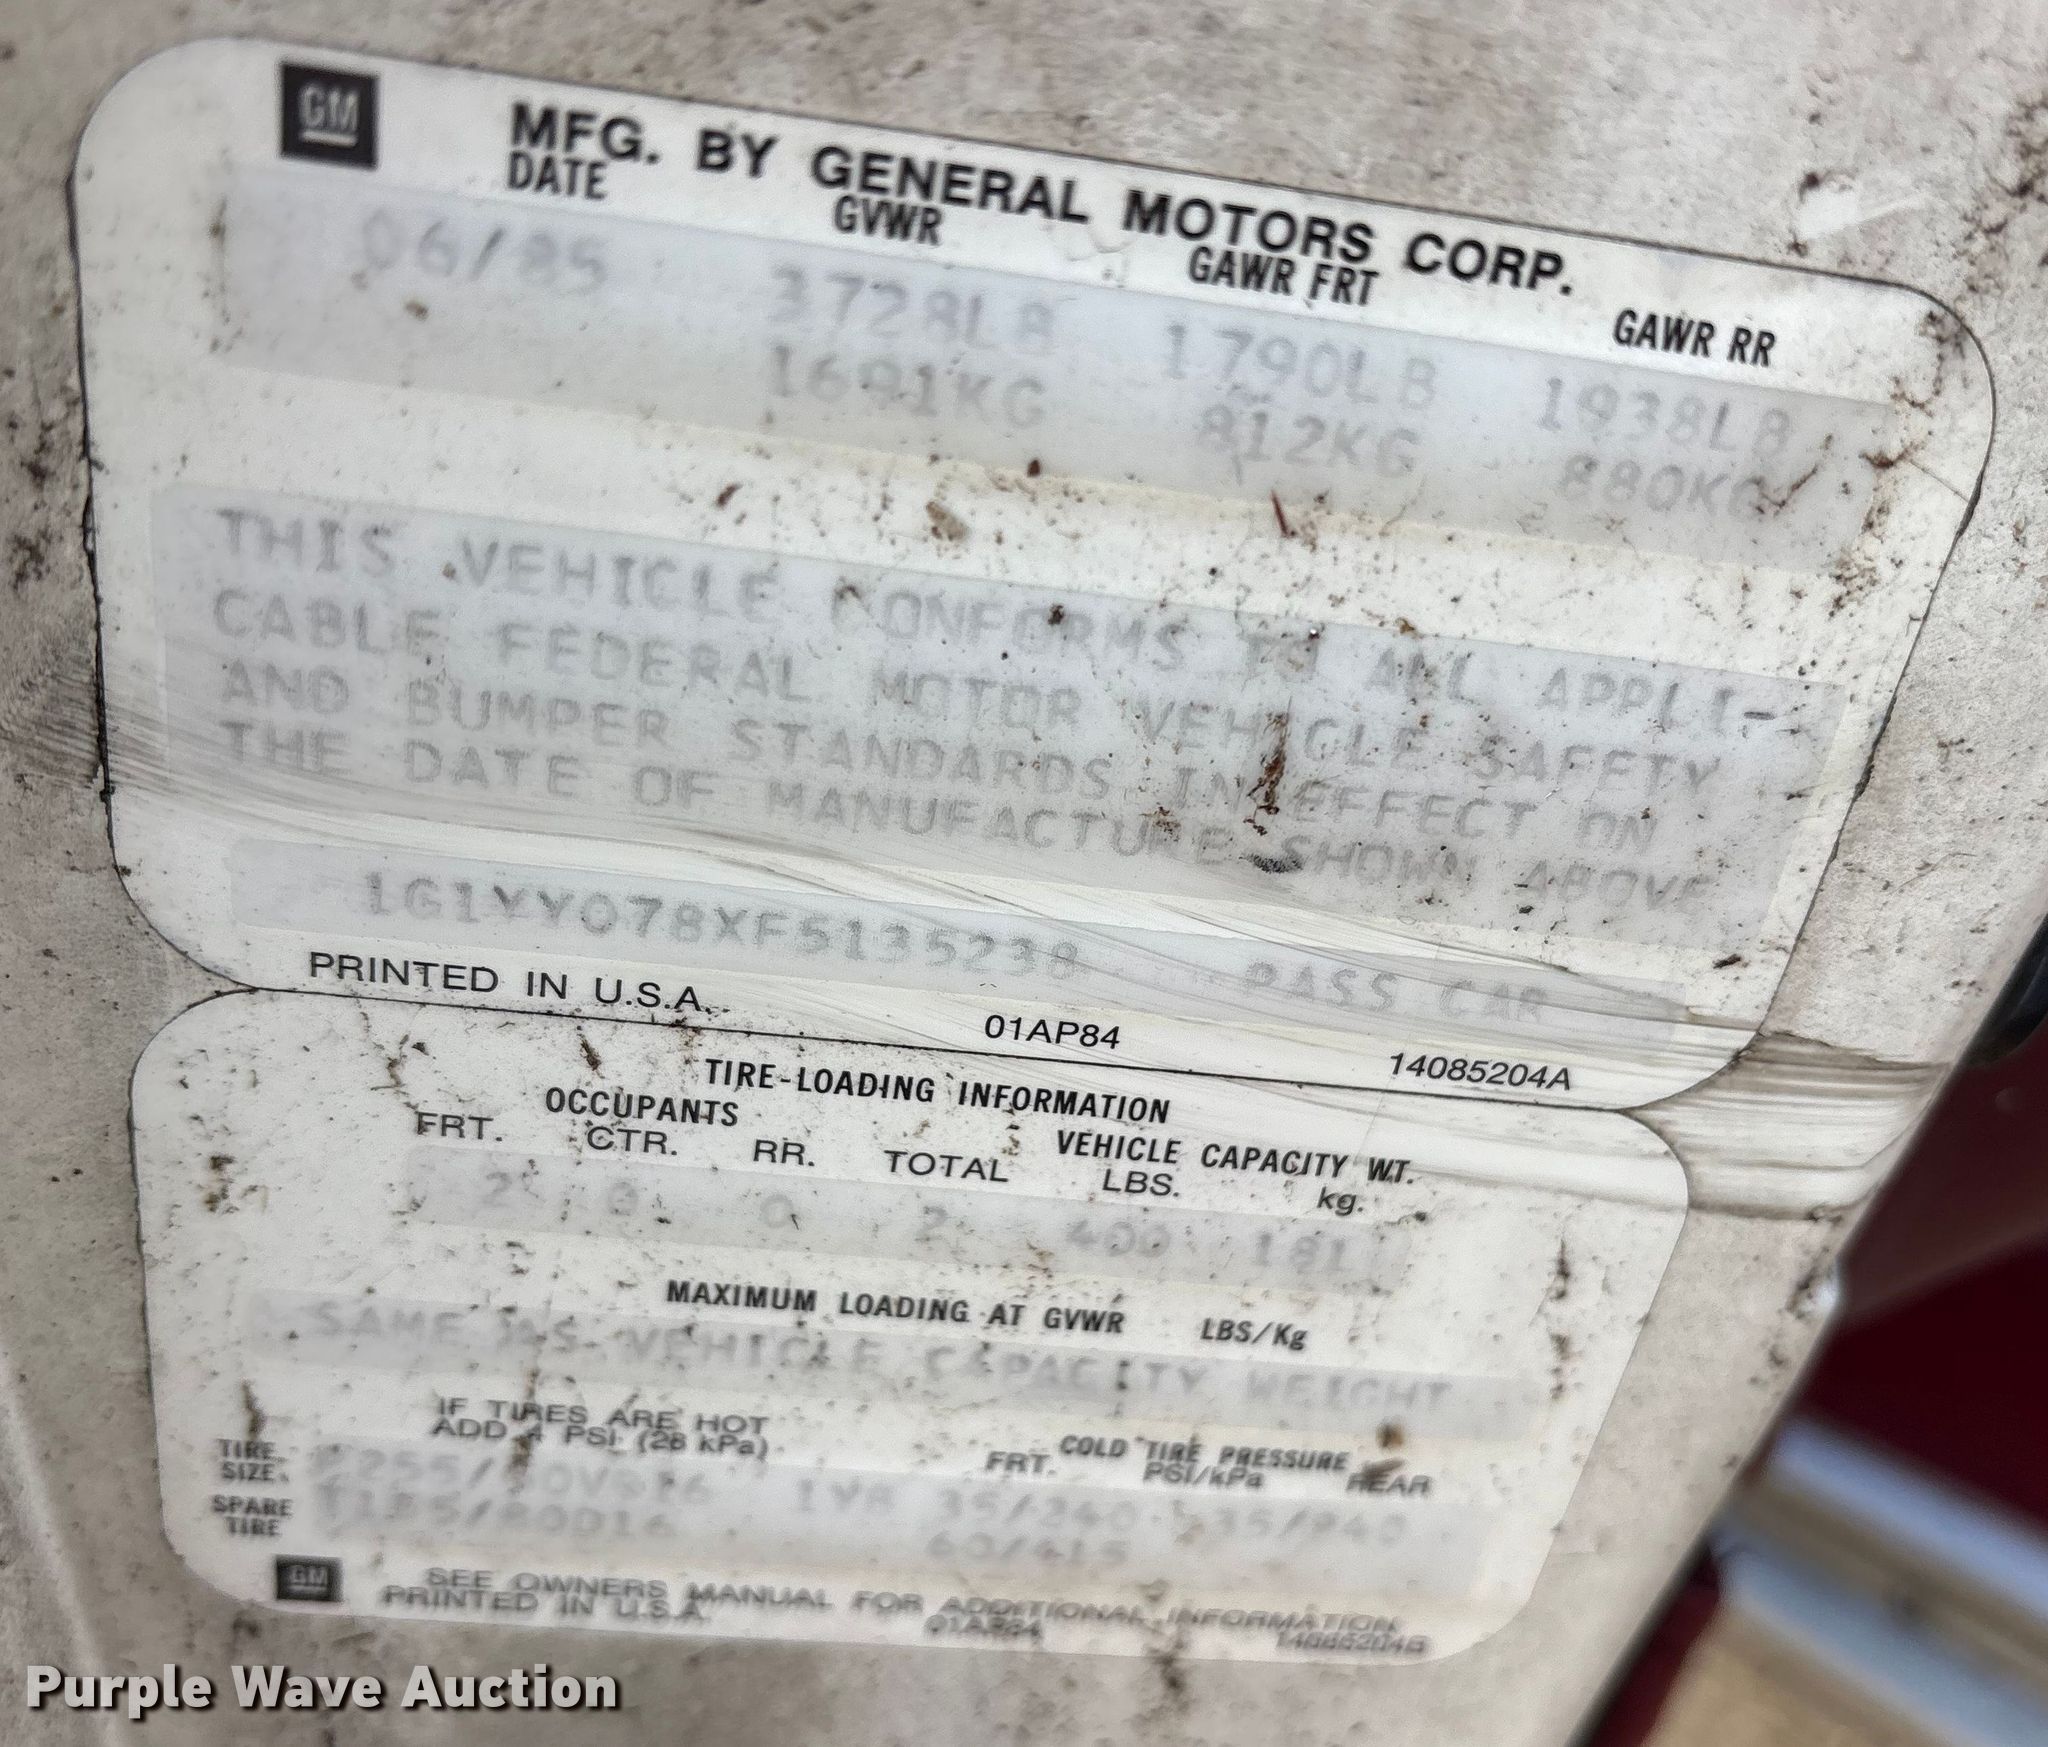 GM
MFG. BY GENERAL MOTORS CORP.
DATE GVWR GAWR FRT GAWR RR
06/85 3728LB 1790LB 1938LB
1691KG 812KG 880KG
THIS VEHICLE CONFORMS TO ALL APPLI-
CABLE FEDERAL MOTOR VEHICLE SAFETY
AND BUMPER STANDARDS IN EFFECT ON
THE DATE OF MANUFACTURE SHOWN ABOVE
1G1YY078XF5135238 PASS CAR
PRINTED IN U.S.A. 01AP84 14085204A
TIRE-LOADING INFORMATION
OCCUPANTS VEHICLE CAPACITY WT.
FRT. CTR. RR. TOTAL LBS. kg.
2 0 0 2 400 181
MAXIMUM LOADING AT GVWR LBS/Kg
SAME AS VEHICLE CAPACITY WEIGHT
IF TIRES ARE HOT
ADD 4 PSI (28 kPa)
COLD TIRE PRESSURE
FRT. PSI/kPa REAR
TIRE SIZE 35/240 35/240
SPARE TIRE 60/415
GM SEE OWNERS MANUAL FOR ADDITIONAL INFORMATION
PRINTED IN U.S.A. 01AP84 14085204B
Purple Wave Auction